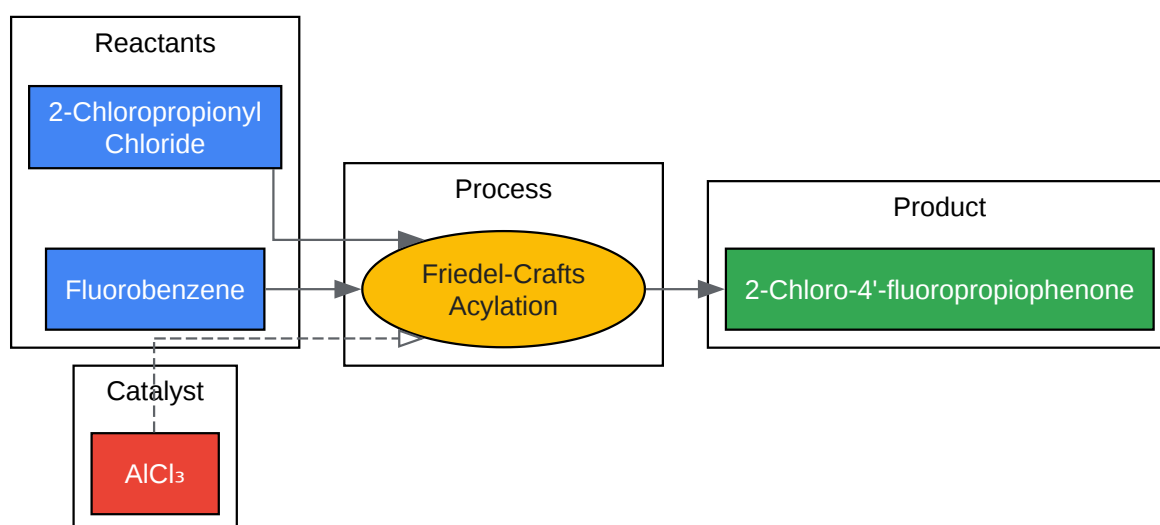 Reactants
2-Chloropropionyl
Chloride
Fluorobenzene
Catalyst
AlCl₃
Process
Friedel-Crafts
Acylation
Product
2-Chloro-4'-fluoropropiophenone